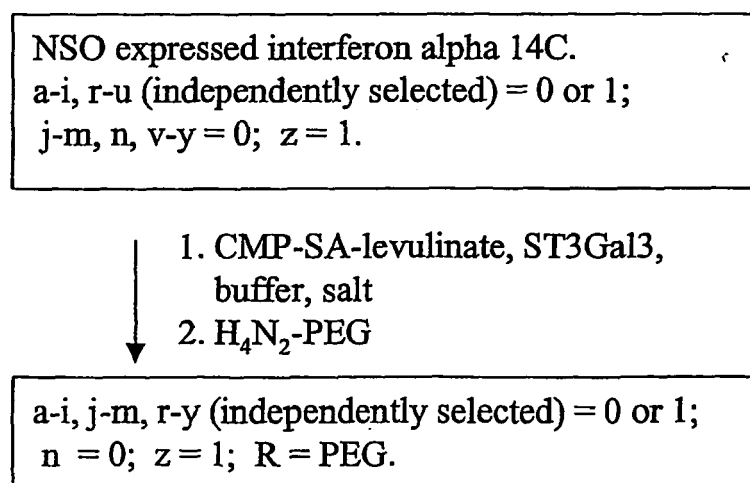 NSO expressed interferon alpha 14C.
a-i, r-u (independently selected) = 0 or 1;
j-m, n, v-y = 0; z = 1.
1. CMP-SA-levulinate, ST3Gal3,
buffer, salt
2. H₄N₂-PEG
a-i, j-m, r-y (independently selected) = 0 or 1;
n = 0; z = 1; R = PEG.